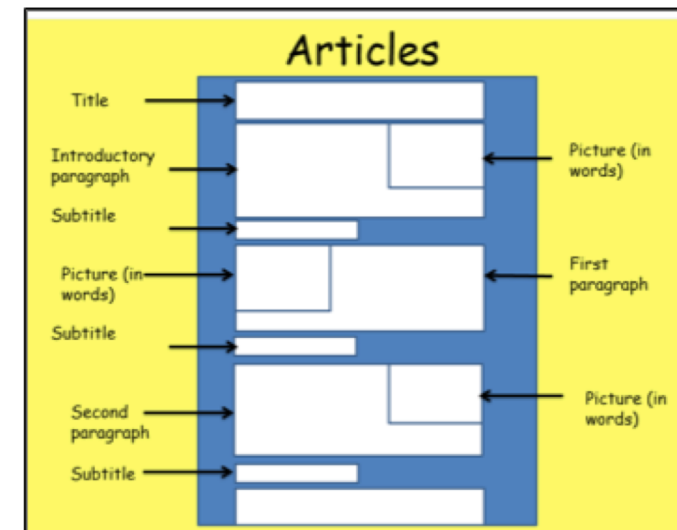 Articles
Title
Introductory
paragraph
Picture (in
words)
Subtitle
Picture (in
words)
First
paragraph
Subtitle
Second
paragraph
Picture (in
words)
Subtitle